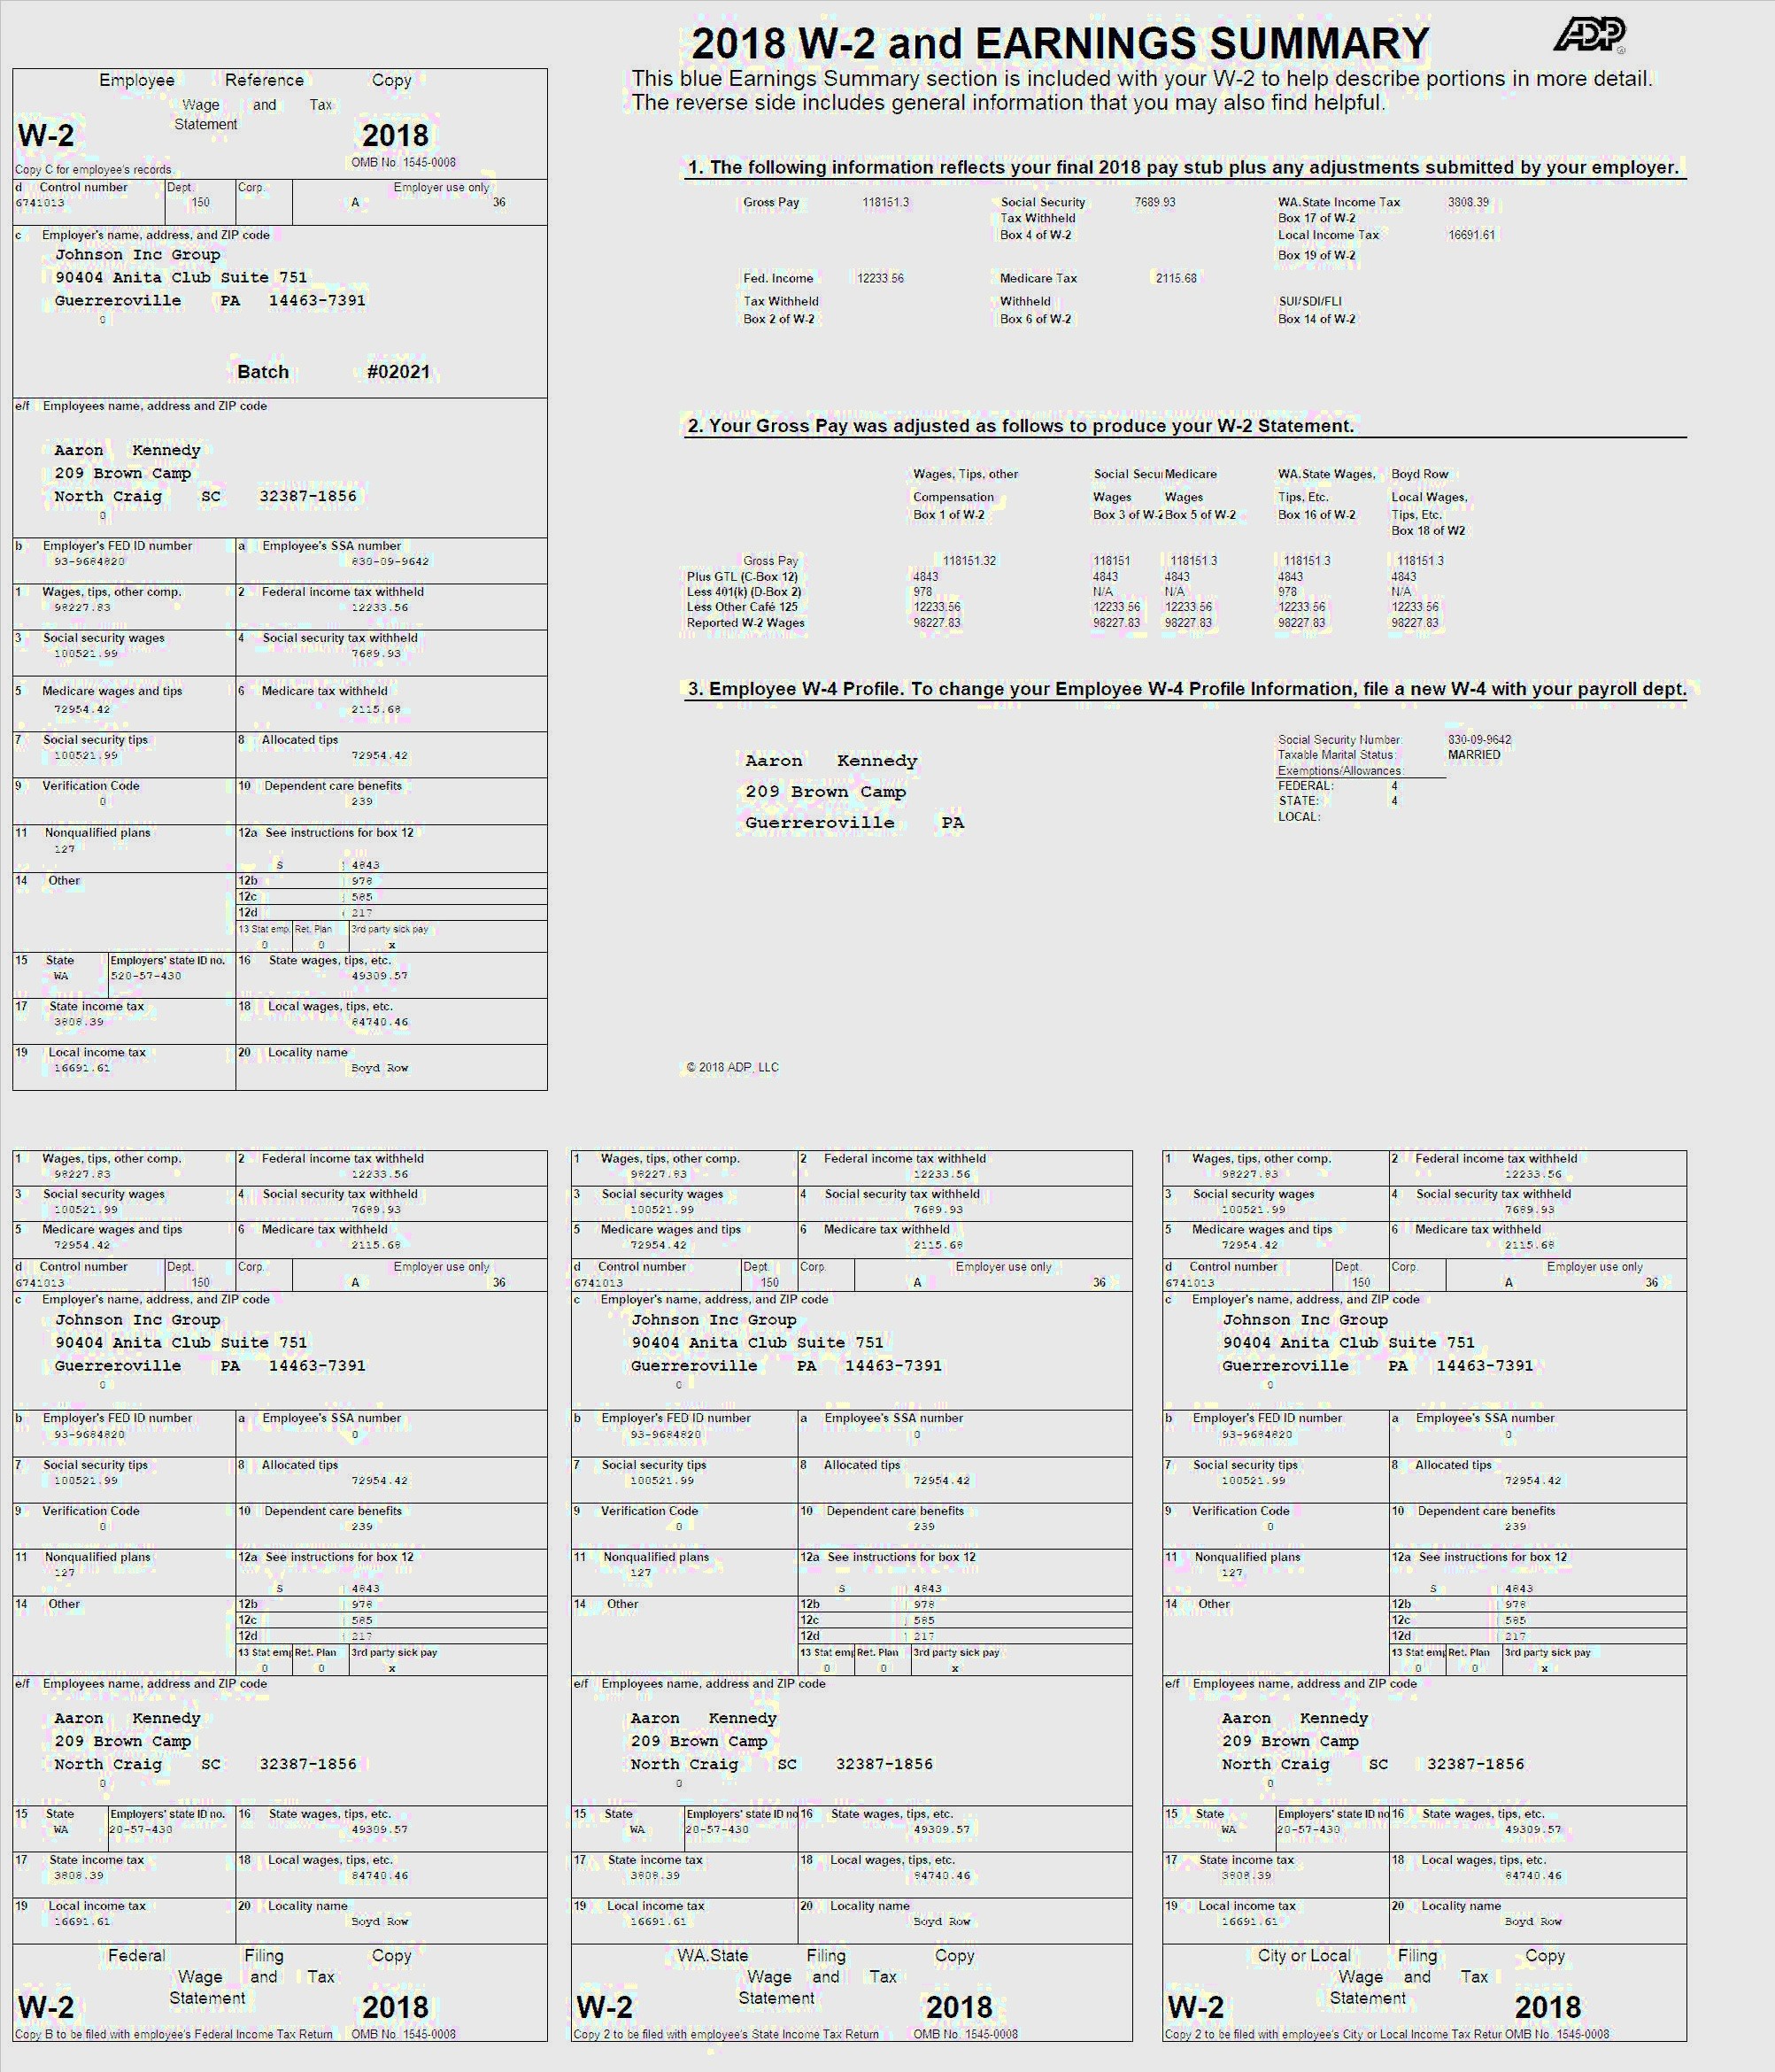 2018 W-2 and EARNINGS SUMMARY
ADP
This blue Earnings Summary section is included with your W-2 to help describe portions in more detail.
The reverse side includes general information that you may also find helpful.
Employee Reference Copy
Wage and Tax
Statement
W-2 2018
OMB No. 1545-0008
Copy C for employee's records
d Control number Dept. Corp. Employer use only
6741013 150 A 36
c Employer's name, address, and ZIP code
Johnson Inc Group
90404 Anita Club Suite 751
Guerreroville PA 14463-7391
0
Batch #02021
e/f Employees name, address and ZIP code
Aaron Kennedy
209 Brown Camp
North Craig SC 32387-1856
0
b Employer's FED ID number a Employee's SSA number
93-9684820 830-09-9642
1 Wages, tips, other comp. 2 Federal income tax withheld
98227.83 12233.56
3 Social security wages 4 Social security tax withheld
100521.99 7689.93
5 Medicare wages and tips 6 Medicare tax withheld
72954.42 2115.68
7 Social security tips 8 Allocated tips
100521.99 72954.42
9 Verification Code 10 Dependent care benefits
0 239
11 Nonqualified plans 12a See instructions for box 12
127
S 4843
14 Other 12b 978
12c 585
12d 217
13 Stat emp. Ret. Plan 3rd party sick pay
0 0 x
15 State Employers' state ID no. 16 State wages, tips, etc.
WA 520-57-430 49309.57
17 State income tax 18 Local wages, tips, etc.
3808.39 84740.46
19 Local income tax 20 Locality name
16691.61 Boyd Row
1. The following information reflects your final 2018 pay stub plus any adjustments submitted by your employer.
Gross Pay 118151.3 Social Security 7689.93 WA.State Income Tax 3808.39
Tax Withheld Box 17 of W-2
Box 4 of W-2 Local Income Tax 16691.61
Box 19 of W-2
Fed. Income 12233.56 Medicare Tax 2115.68
Tax Withheld Withheld SUI/SDI/FLI
Box 2 of W-2 Box 6 of W-2 Box 14 of W-2
2. Your Gross Pay was adjusted as follows to produce your W-2 Statement.
Wages, Tips, other Social Secu Medicare WA.State Wages, Boyd Row
Compensation Wages Wages Tips, Etc. Local Wages,
Box 1 of W-2 Box 3 of W-2 Box 5 of W-2 Box 16 of W-2 Tips, Etc.
Box 18 of W2
Gross Pay 118151.32 118151 118151.3 118151.3 118151.3
Plus GTL (C-Box 12) 4843 4843 4843 4843 4843
Less 401(k) (D-Box 2) 978 N/A N/A 978 N/A
Less Other Café 125 12233.56 12233.56 12233.56 12233.56 12233.56
Reported W-2 Wages 98227.83 98227.83 98227.83 98227.83 98227.83
3. Employee W-4 Profile. To change your Employee W-4 Profile Information, file a new W-4 with your payroll dept.
Aaron Kennedy
209 Brown Camp
Guerreroville PA
Social Security Number: 830-09-9642
Taxable Marital Status: MARRIED
Exemptions/Allowances:
FEDERAL: 4
STATE: 4
LOCAL:
© 2018 ADP, LLC
1 Wages, tips, other comp. 2 Federal income tax withheld
98227.83 12233.56
3 Social security wages 4 Social security tax withheld
100521.99 7689.93
5 Medicare wages and tips 6 Medicare tax withheld
72954.42 2115.68
d Control number Dept. Corp. Employer use only
6741013 150 A 36
c Employer's name, address, and ZIP code
Johnson Inc Group
90404 Anita Club Suite 751
Guerreroville PA 14463-7391
0
b Employer's FED ID number a Employee's SSA number
93-9684820 0
7 Social security tips 8 Allocated tips
100521.99 72954.42
9 Verification Code 10 Dependent care benefits
0 239
11 Nonqualified plans 12a See instructions for box 12
127
S 4843
14 Other 12b 978
12c 585
12d 217
13 Stat emp Ret. Plan 3rd party sick pay
0 0 x
e/f Employees name, address and ZIP code
Aaron Kennedy
209 Brown Camp
North Craig SC 32387-1856
0
15 State Employers' state ID no. 16 State wages, tips, etc.
WA 20-57-430 49309.57
17 State income tax 18 Local wages, tips, etc.
3808.39 84740.46
19 Local income tax 20 Locality name
16691.61 Boyd Row
Federal Filing Copy
Wage and Tax
Statement
W-2 2018
Copy B to be filed with employee's Federal Income Tax Return OMB No. 1545-0008
1 Wages, tips, other comp. 2 Federal income tax withheld
98227.83 12233.56
3 Social security wages 4 Social security tax withheld
100521.99 7689.93
5 Medicare wages and tips 6 Medicare tax withheld
72954.42 2115.68
d Control number Dept. Corp. Employer use only
6741013 150 A 36
c Employer's name, address, and ZIP code
Johnson Inc Group
90404 Anita Club Suite 751
Guerreroville PA 14463-7391
0
b Employer's FED ID number a Employee's SSA number
93-9684820 0
7 Social security tips 8 Allocated tips
100521.99 72954.42
9 Verification Code 10 Dependent care benefits
0 239
11 Nonqualified plans 12a See instructions for box 12
127
S 4843
14 Other 12b 978
12c 585
12d 217
13 Stat emp Ret. Plan 3rd party sick pay
0 0 x
e/f Employees name, address and ZIP code
Aaron Kennedy
209 Brown Camp
North Craig SC 32387-1856
0
15 State Employers' state ID no 16 State wages, tips, etc.
WA 20-57-430 49309.57
17 State income tax 18 Local wages, tips, etc.
3808.39 84740.46
19 Local income tax 20 Locality name
16691.61 Boyd Row
WA.State Filing Copy
Wage and Tax
Statement
W-2 2018
Copy 2 to be filed with employee's State Income Tax Return OMB No. 1545-0008
1 Wages, tips, other comp. 2 Federal income tax withheld
98227.83 12233.56
3 Social security wages 4 Social security tax withheld
100521.99 7689.93
5 Medicare wages and tips 6 Medicare tax withheld
72954.42 2115.68
d Control number Dept. Corp. Employer use only
6741013 150 A 36
c Employer's name, address, and ZIP code
Johnson Inc Group
90404 Anita Club Suite 751
Guerreroville PA 14463-7391
0
b Employer's FED ID number a Employee's SSA number
93-9684820 0
7 Social security tips 8 Allocated tips
100521.99 72954.42
9 Verification Code 10 Dependent care benefits
0 239
11 Nonqualified plans 12a See instructions for box 12
127
S 4843
14 Other 12b 978
12c 585
12d 217
13 Stat emp Ret. Plan 3rd party sick pay
0 0 x
e/f Employees name, address and ZIP code
Aaron Kennedy
209 Brown Camp
North Craig SC 32387-1856
0
15 State Employers' state ID no 16 State wages, tips, etc.
WA 20-57-430 49309.57
17 State income tax 18 Local wages, tips, etc.
3808.39 84740.46
19 Local income tax 20 Locality name
16691.61 Boyd Row
City or Local Filing Copy
Wage and Tax
Statement
W-2 2018
Copy 2 to be filed with employee's City or Local Income Tax Retur OMB No. 1545-0008